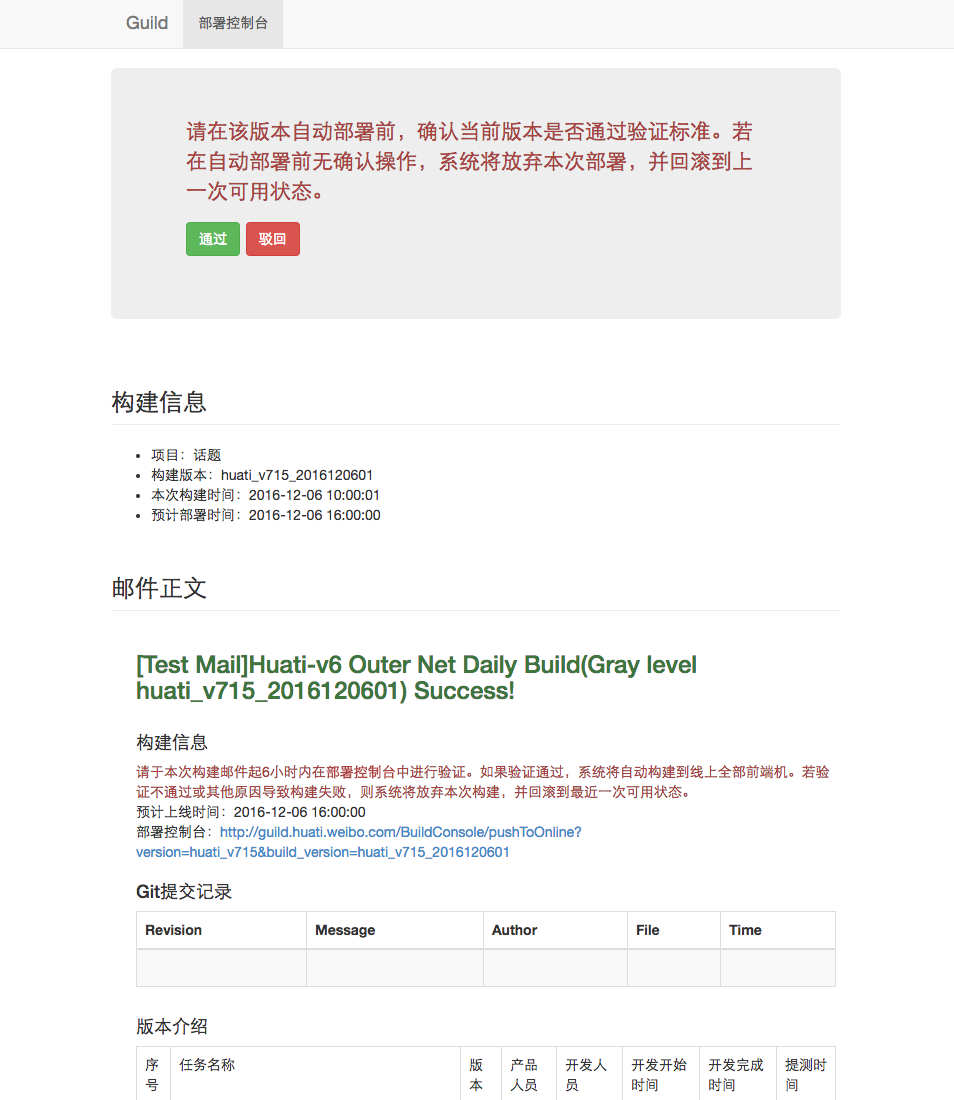 Guild 部署控制台
请在该版本自动部署前，确认当前版本是否通过验证标准。若
在自动部署前无确认操作，系统将放弃本次部署，并回滚到上
一次可用状态。
通过 驳回
构建信息
项目：话题
构建版本：huati_v715_2016120601
本次构建时间：2016-12-06 10:00:01
预计部署时间：2016-12-06 16:00:00
邮件正文
[Test Mail]Huati-v6 Outer Net Daily Build(Gray level
huati_v715_2016120601) Success!
构建信息
请于本次构建邮件起6小时内在部署控制台中进行验证。如果验证通过，系统将自动构建到线上全部前端机。若验
证不通过或其他原因导致构建失败，则系统将放弃本次构建，并回滚到最近一次可用状态。
预计上线时间：2016-12-06 16:00:00
部署控制台：http://guild.huati.weibo.com/BuildConsole/pushToOnline?
version=huati_v715&build_version=huati_v715_2016120601
Git提交记录
Revision Message Author File Time
版本介绍
序 任务名称 版 产品 开发人 开发开始 开发完成 提测时
号 本 人员 员 时间 时间 间